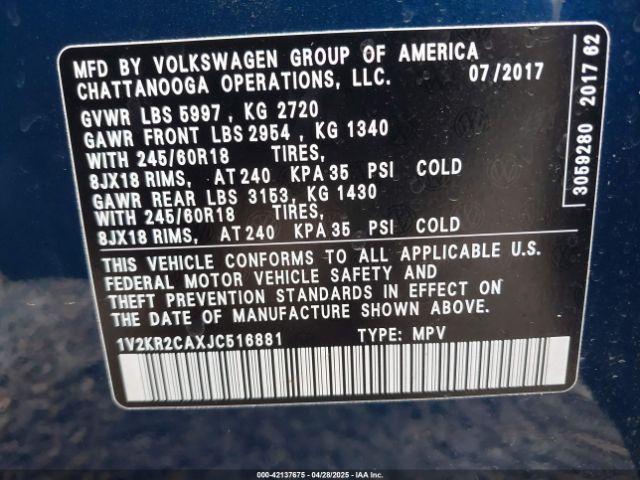 MFD BY VOLKSWAGEN GROUP OF AMERICA
CHATTANOOGA OPERATIONS, LLC. 07/2017
GVWR LBS 5997 , KG 2720
GAWR FRONT LBS 2954 , KG 1340
WITH 245/60R18 TIRES,
8JX18 RIMS, AT 240 KPA 35 PSI COLD
GAWR REAR LBS 3153, KG 1430
WITH 245/60R18 TIRES,
8JX18 RIMS, AT 240 KPA 35 PSI COLD
THIS VEHICLE CONFORMS TO ALL APPLICABLE U.S.
FEDERAL MOTOR VEHICLE SAFETY AND
THEFT PREVENTION STANDARDS IN EFFECT ON
THE DATE OF MANUFACTURE SHOWN ABOVE.
1V2KR2CAXJC516881 TYPE: MPV
3059280 2017 62
000-42137675 - 04/28/2025 - IAA Inc.